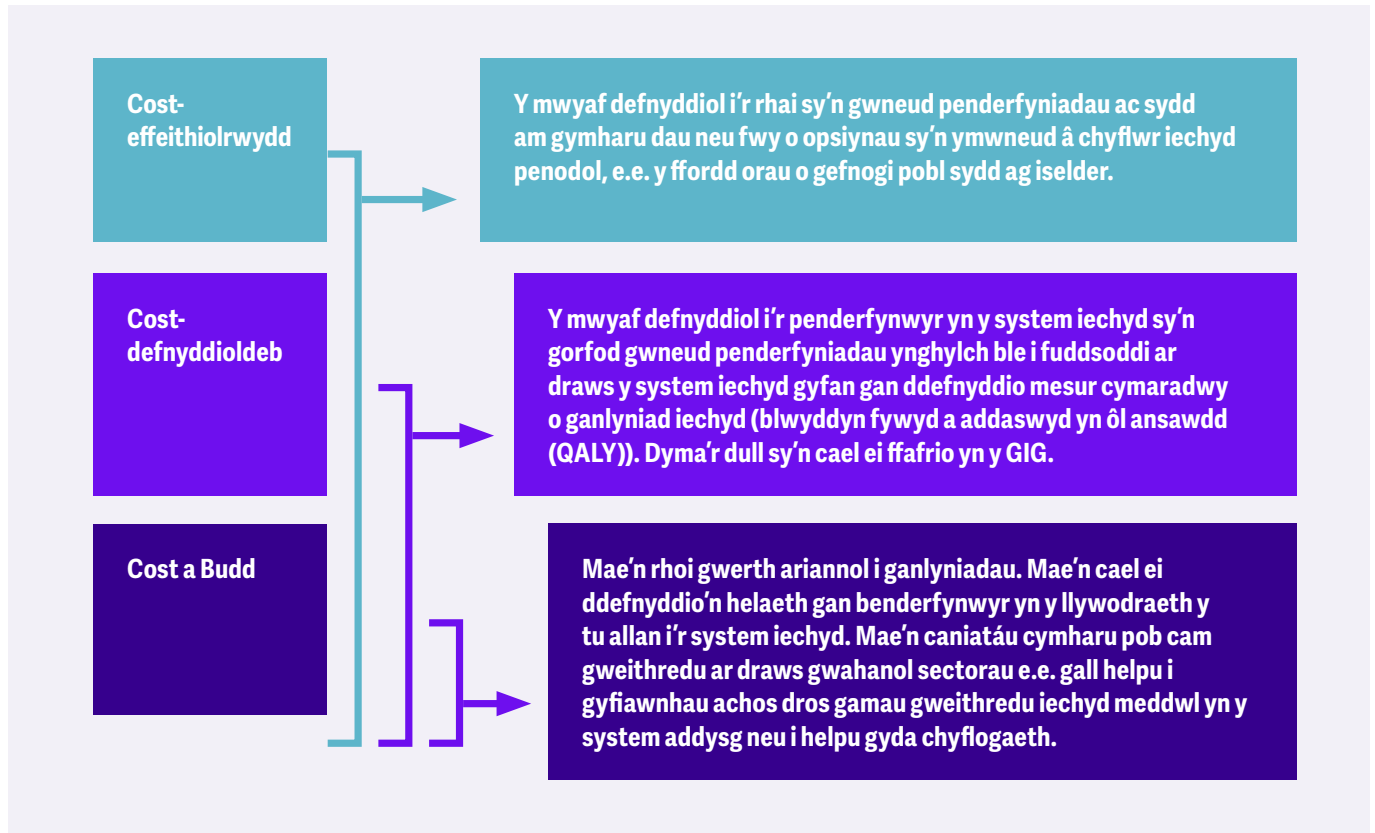 Cost-
effeithiolrwydd
Y mwyaf defnyddiol i'r rhai sy'n gwneud penderfyniadau ac sydd
am gymharu dau neu fwy o opsiynau sy'n ymwneud â chyflwr iechyd
penodol, e.e. y ffordd orau o gefnogi pobl sydd ag iselder.
Cost-
defnyddioldeb
Y mwyaf defnyddiol i'r penderfynwyr yn y system iechyd sy'n
gorfod gwneud penderfyniadau ynghylch ble i fuddsoddi ar
draws y system iechyd gyfan gan ddefnyddio mesur cymaradwy
o ganlyniad iechyd (blwyddyn fywyd a addaswyd yn ôl ansawdd
(QALY)). Dyma'r dull sy'n cael ei ffafrio yn y GIG.
Cost a Budd
Mae'n rhoi gwerth ariannol i ganlyniadau. Mae'n cael ei
ddefnyddio'n helaeth gan benderfynwyr yn y llywodraeth y
tu allan i'r system iechyd. Mae'n caniatáu cymharu pob cam
gweithredu ar draws gwahanol sectorau e.e. gall helpu i
gyfiawnhau achos dros gamau gweithredu iechyd meddwl yn y
system addysg neu i helpu gyda chyflogaeth.